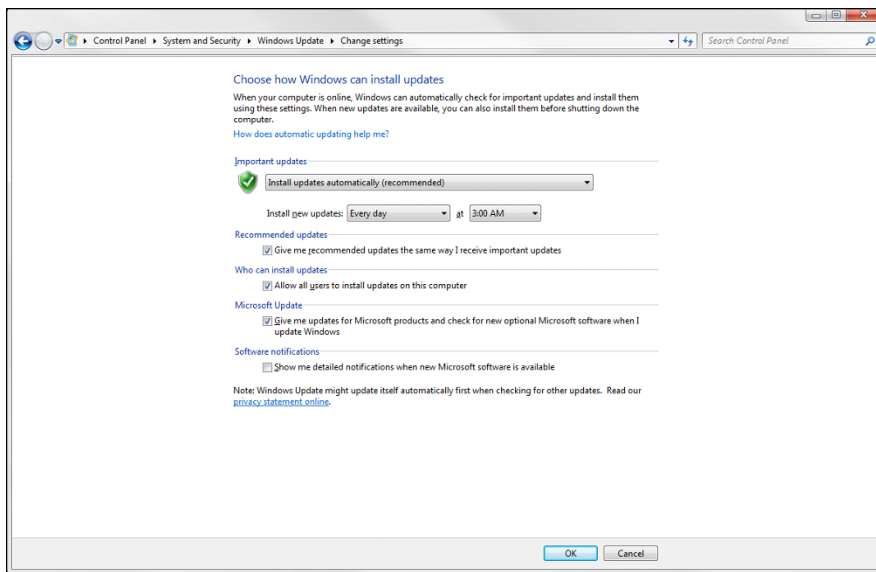 Control Panel ▸ System and Security ▸ Windows Update ▸ Change settings
Search Control Panel
Choose how Windows can install updates
When your computer is online, Windows can automatically check for important updates and install them
using these settings. When new updates are available, you can also install them before shutting down the
computer.
How does automatic updating help me?
Important updates
Install updates automatically (recommended)
Install new updates: Every day at 3:00 AM
Recommended updates
Give me recommended updates the same way I receive important updates
Who can install updates
Allow all users to install updates on this computer
Microsoft Update
Give me updates for Microsoft products and check for new optional Microsoft software when I
update Windows
Software notifications
Show me detailed notifications when new Microsoft software is available
Note: Windows Update might update itself automatically first when checking for other updates. Read our
privacy statement online.
OK Cancel